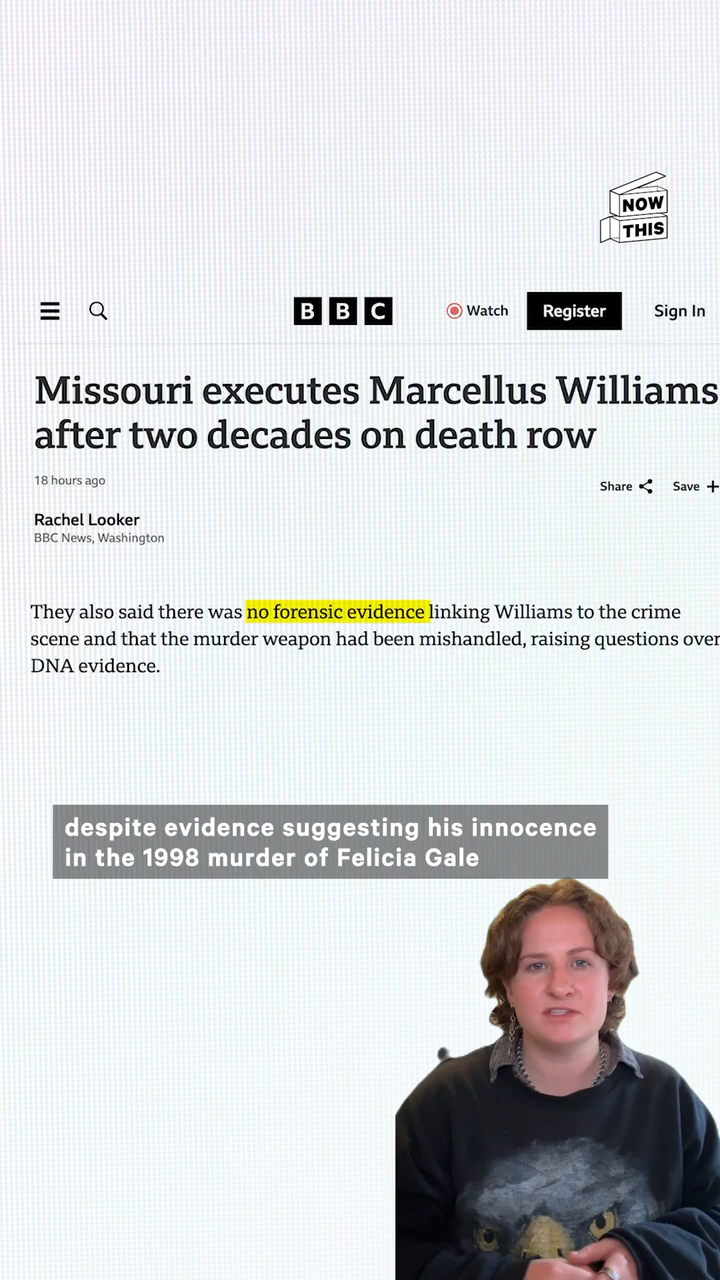 NOW
THIS
BBC
Watch
Register
Sign In
Missouri executes Marcellus Williams
after two decades on death row
18 hours ago
Share
Save
Rachel Looker
BBC News, Washington
They also said there was no forensic evidence linking Williams to the crime
scene and that the murder weapon had been mishandled, raising questions over
DNA evidence.
despite evidence suggesting his innocence
in the 1998 murder of Felicia Gale